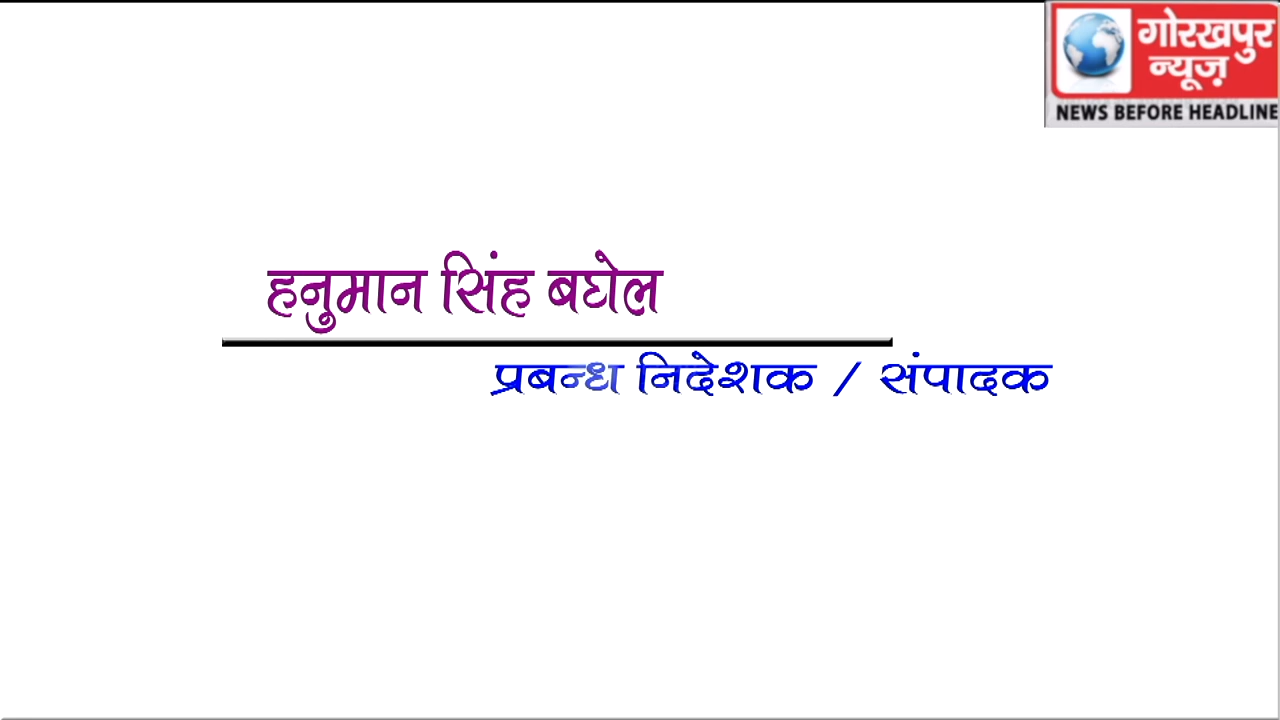 गोरखपुर
न्यूज़
NEWS BEFORE HEADLINE
हनुमान सिंह बघेल
प्रबन्ध निदेशक / संपादक